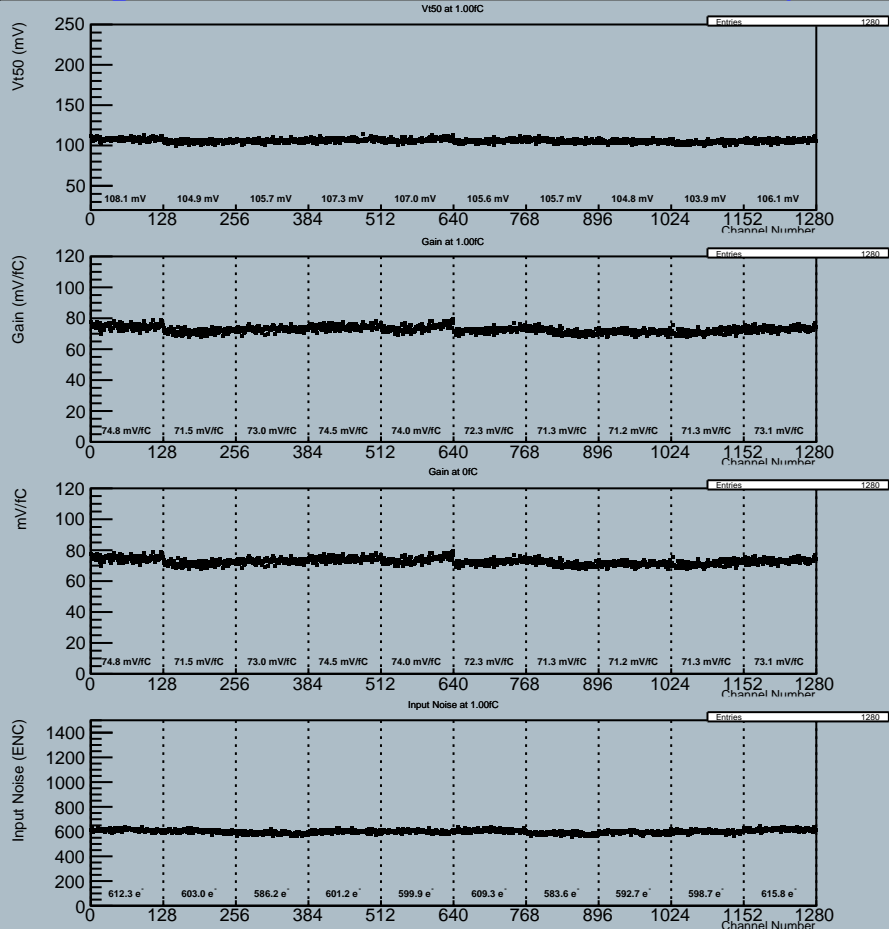 Vt50 at 1.00fC
Entries 1280
Vt50 (mV)
250
200
150
100
50
108.1 mV 104.9 mV 105.7 mV 107.3 mV 107.0 mV 105.6 mV 105.7 mV 104.8 mV 103.9 mV 106.1 mV
0 128 256 384 512 640 768 896 1024 1152 1280
Channel Number
Gain at 1.00fC
Entries 1280
Gain (mV/fC)
120
100
80
60
40
20
0
74.8 mV/fC 71.5 mV/fC 73.0 mV/fC 74.5 mV/fC 74.0 mV/fC 72.3 mV/fC 71.3 mV/fC 71.2 mV/fC 71.3 mV/fC 73.1 mV/fC
0 128 256 384 512 640 768 896 1024 1152 1280
Channel Number
Gain at 0fC
Entries 1280
mV/fC
120
100
80
60
40
20
0
74.8 mV/fC 71.5 mV/fC 73.0 mV/fC 74.5 mV/fC 74.0 mV/fC 72.3 mV/fC 71.3 mV/fC 71.2 mV/fC 71.3 mV/fC 73.1 mV/fC
0 128 256 384 512 640 768 896 1024 1152 1280
Channel Number
Input Noise at 1.00fC
Entries 1280
Input Noise (ENC)
1400
1200
1000
800
600
400
200
0
612.3 e⁻ 603.0 e⁻ 586.2 e⁻ 601.2 e⁻ 599.9 e⁻ 609.3 e⁻ 583.6 e⁻ 592.7 e⁻ 598.7 e⁻ 615.8 e⁻
0 128 256 384 512 640 768 896 1024 1152 1280
Channel Number